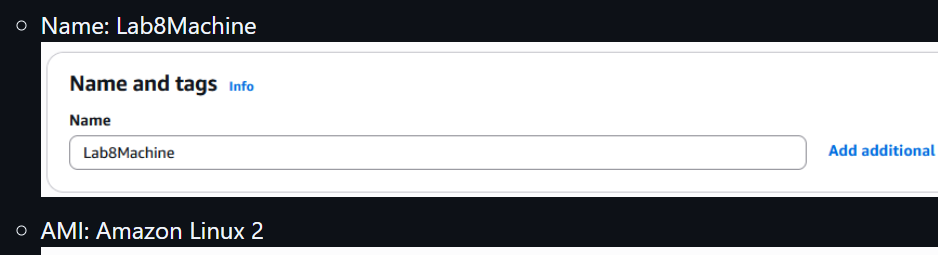 Name: Lab8Machine
Name and tags Info
Name
Lab8Machine
Add additional
AMI: Amazon Linux 2